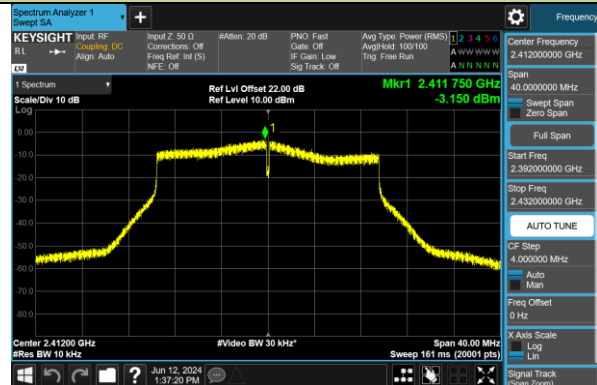 Spectrum Analyzer 1
Swept SA
Frequency
KEYSIGHT
RL
LXI
Input: RF
Coupling: DC
Align: Auto
Input Z: 50 Ω
Corrections: Off
Freq Ref: Int (S)
NFE: Off
#Atten: 20 dB
PNO: Fast
Gate: Off
IF Gain: Low
Sig Track: Off
Avg Type: Power (RMS)
Avg|Hold: 100/100
Trig: Free Run
1 2 3 4 5 6
A W W W W W
A N N N N N
1 Spectrum
Scale/Div 10 dB
Log
Ref Lvl Offset 22.00 dB
Ref Level 10.00 dBm
Mkr1 2.411 750 GHz
-3.150 dBm
1
0.00
-10.0
-20.0
-30.0
-40.0
-50.0
-60.0
-70.0
-80.0
Center 2.41200 GHz
#Res BW 10 kHz
#Video BW 30 kHz*
Span 40.00 MHz
Sweep 161 ms (20001 pts)
Center Frequency
2.412000000 GHz
Span
40.0000000 MHz
Swept Span
Zero Span
Full Span
Start Freq
2.392000000 GHz
Stop Freq
2.432000000 GHz
AUTO TUNE
CF Step
4.000000 MHz
Auto
Man
Freq Offset
0 Hz
X Axis Scale
Log
Lin
Signal Track
(Span Zoom)
Jun 12, 2024
1:37:20 PM